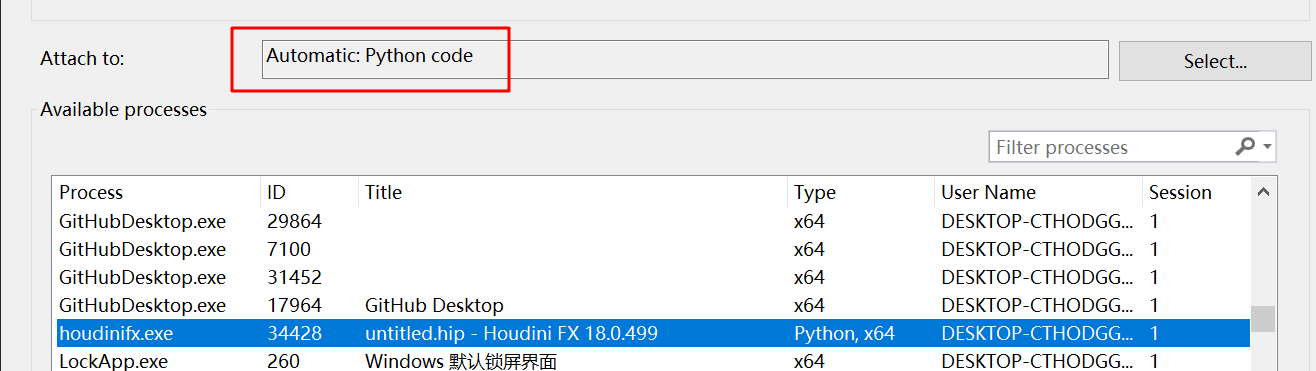 Attach to: Automatic: Python code Select...
Available processes
Filter processes
Process ID Title Type User Name Session
GitHubDesktop.exe 29864 x64 DESKTOP-CTHODGG... 1
GitHubDesktop.exe 7100 x64 DESKTOP-CTHODGG... 1
GitHubDesktop.exe 31452 x64 DESKTOP-CTHODGG... 1
GitHubDesktop.exe 17964 GitHub Desktop x64 DESKTOP-CTHODGG... 1
houdinifx.exe 34428 untitled.hip - Houdini FX 18.0.499 Python, x64 DESKTOP-CTHODGG... 1
LockApp.exe 260 Windows 默认锁屏界面 x64 DESKTOP-CTHODGG... 1